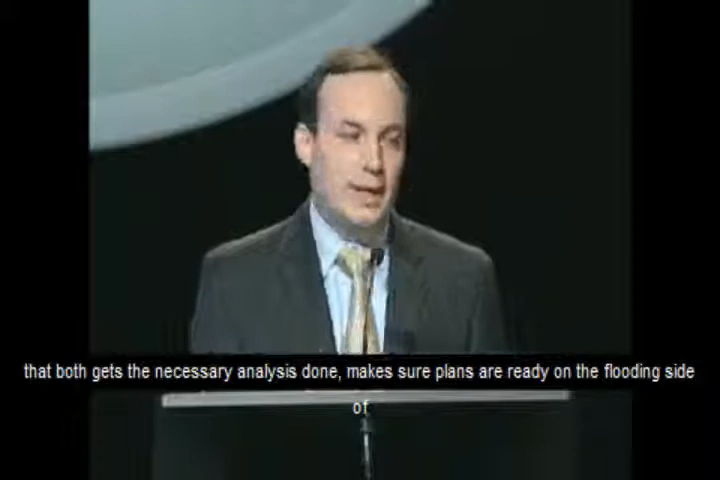 that both gets the necessary analysis done, makes sure plans are ready on the flooding side
of